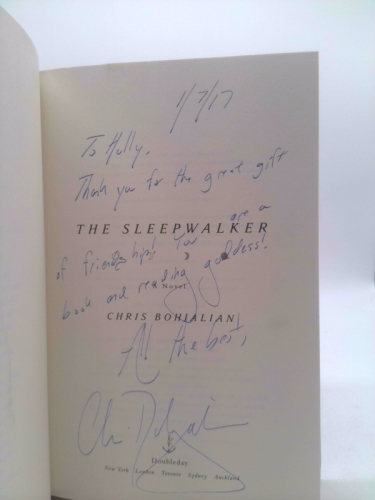 1/7/17
To Holly,
Thank you for the great gift
THE SLEEPWALKER
of friendship! You are a
book and reading goddess!
A Novel
CHRIS BOHJALIAN
All the best,
Doubleday
New York London Toronto Sydney Auckland